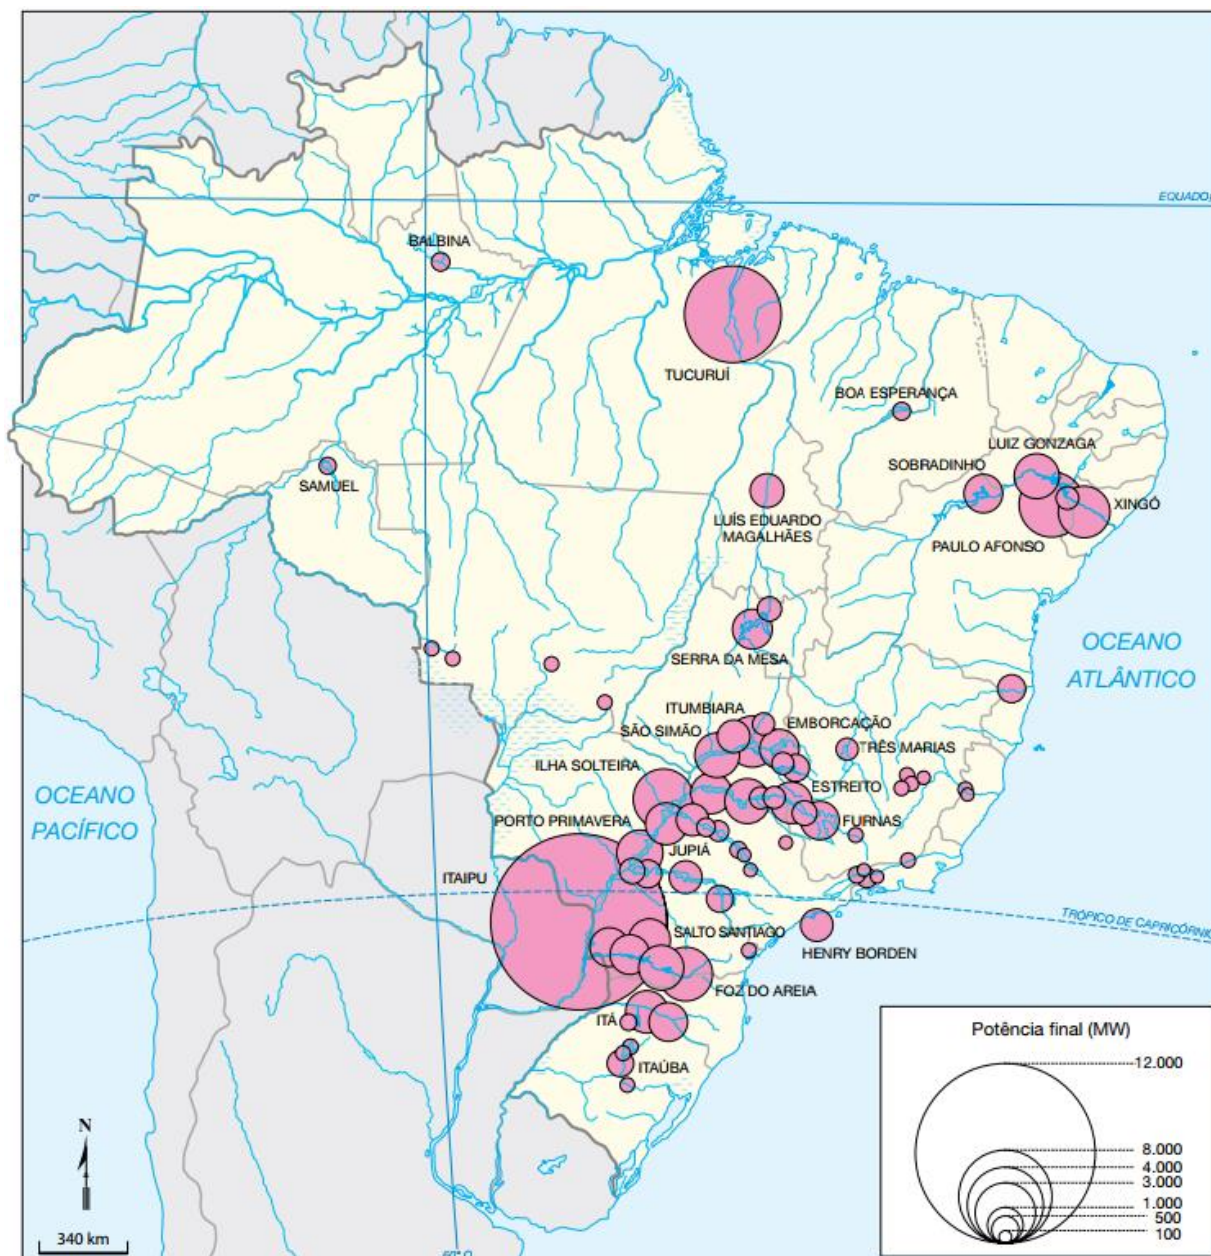 0°
EQUADOR
BALBINA
TUCURUÍ
BOA ESPERANÇA
LUIZ GONZAGA
SOBRADINHO
SAMUEL
XINGÓ
LUÍS EDUARDO
MAGALHÃES
PAULO AFONSO
SERRA DA MESA
OCEANO
ATLÂNTICO
ITUMBIARA
EMBORCAÇÃO
SÃO SIMÃO
TRÊS MARIAS
ILHA SOLTEIRA
ESTREITO
OCEANO
PACÍFICO
PORTO PRIMAVERA
FURNAS
JUPIÁ
ITAIPU
TRÓPICO DE CAPRICÓRNIO
SALTO SANTIAGO
HENRY BORDEN
FOZ DO AREIA
ITÁ
ITAÚBA
Potência final (MW)
12.000
8.000
4.000
3.000
1.000
500
100
N
340 km